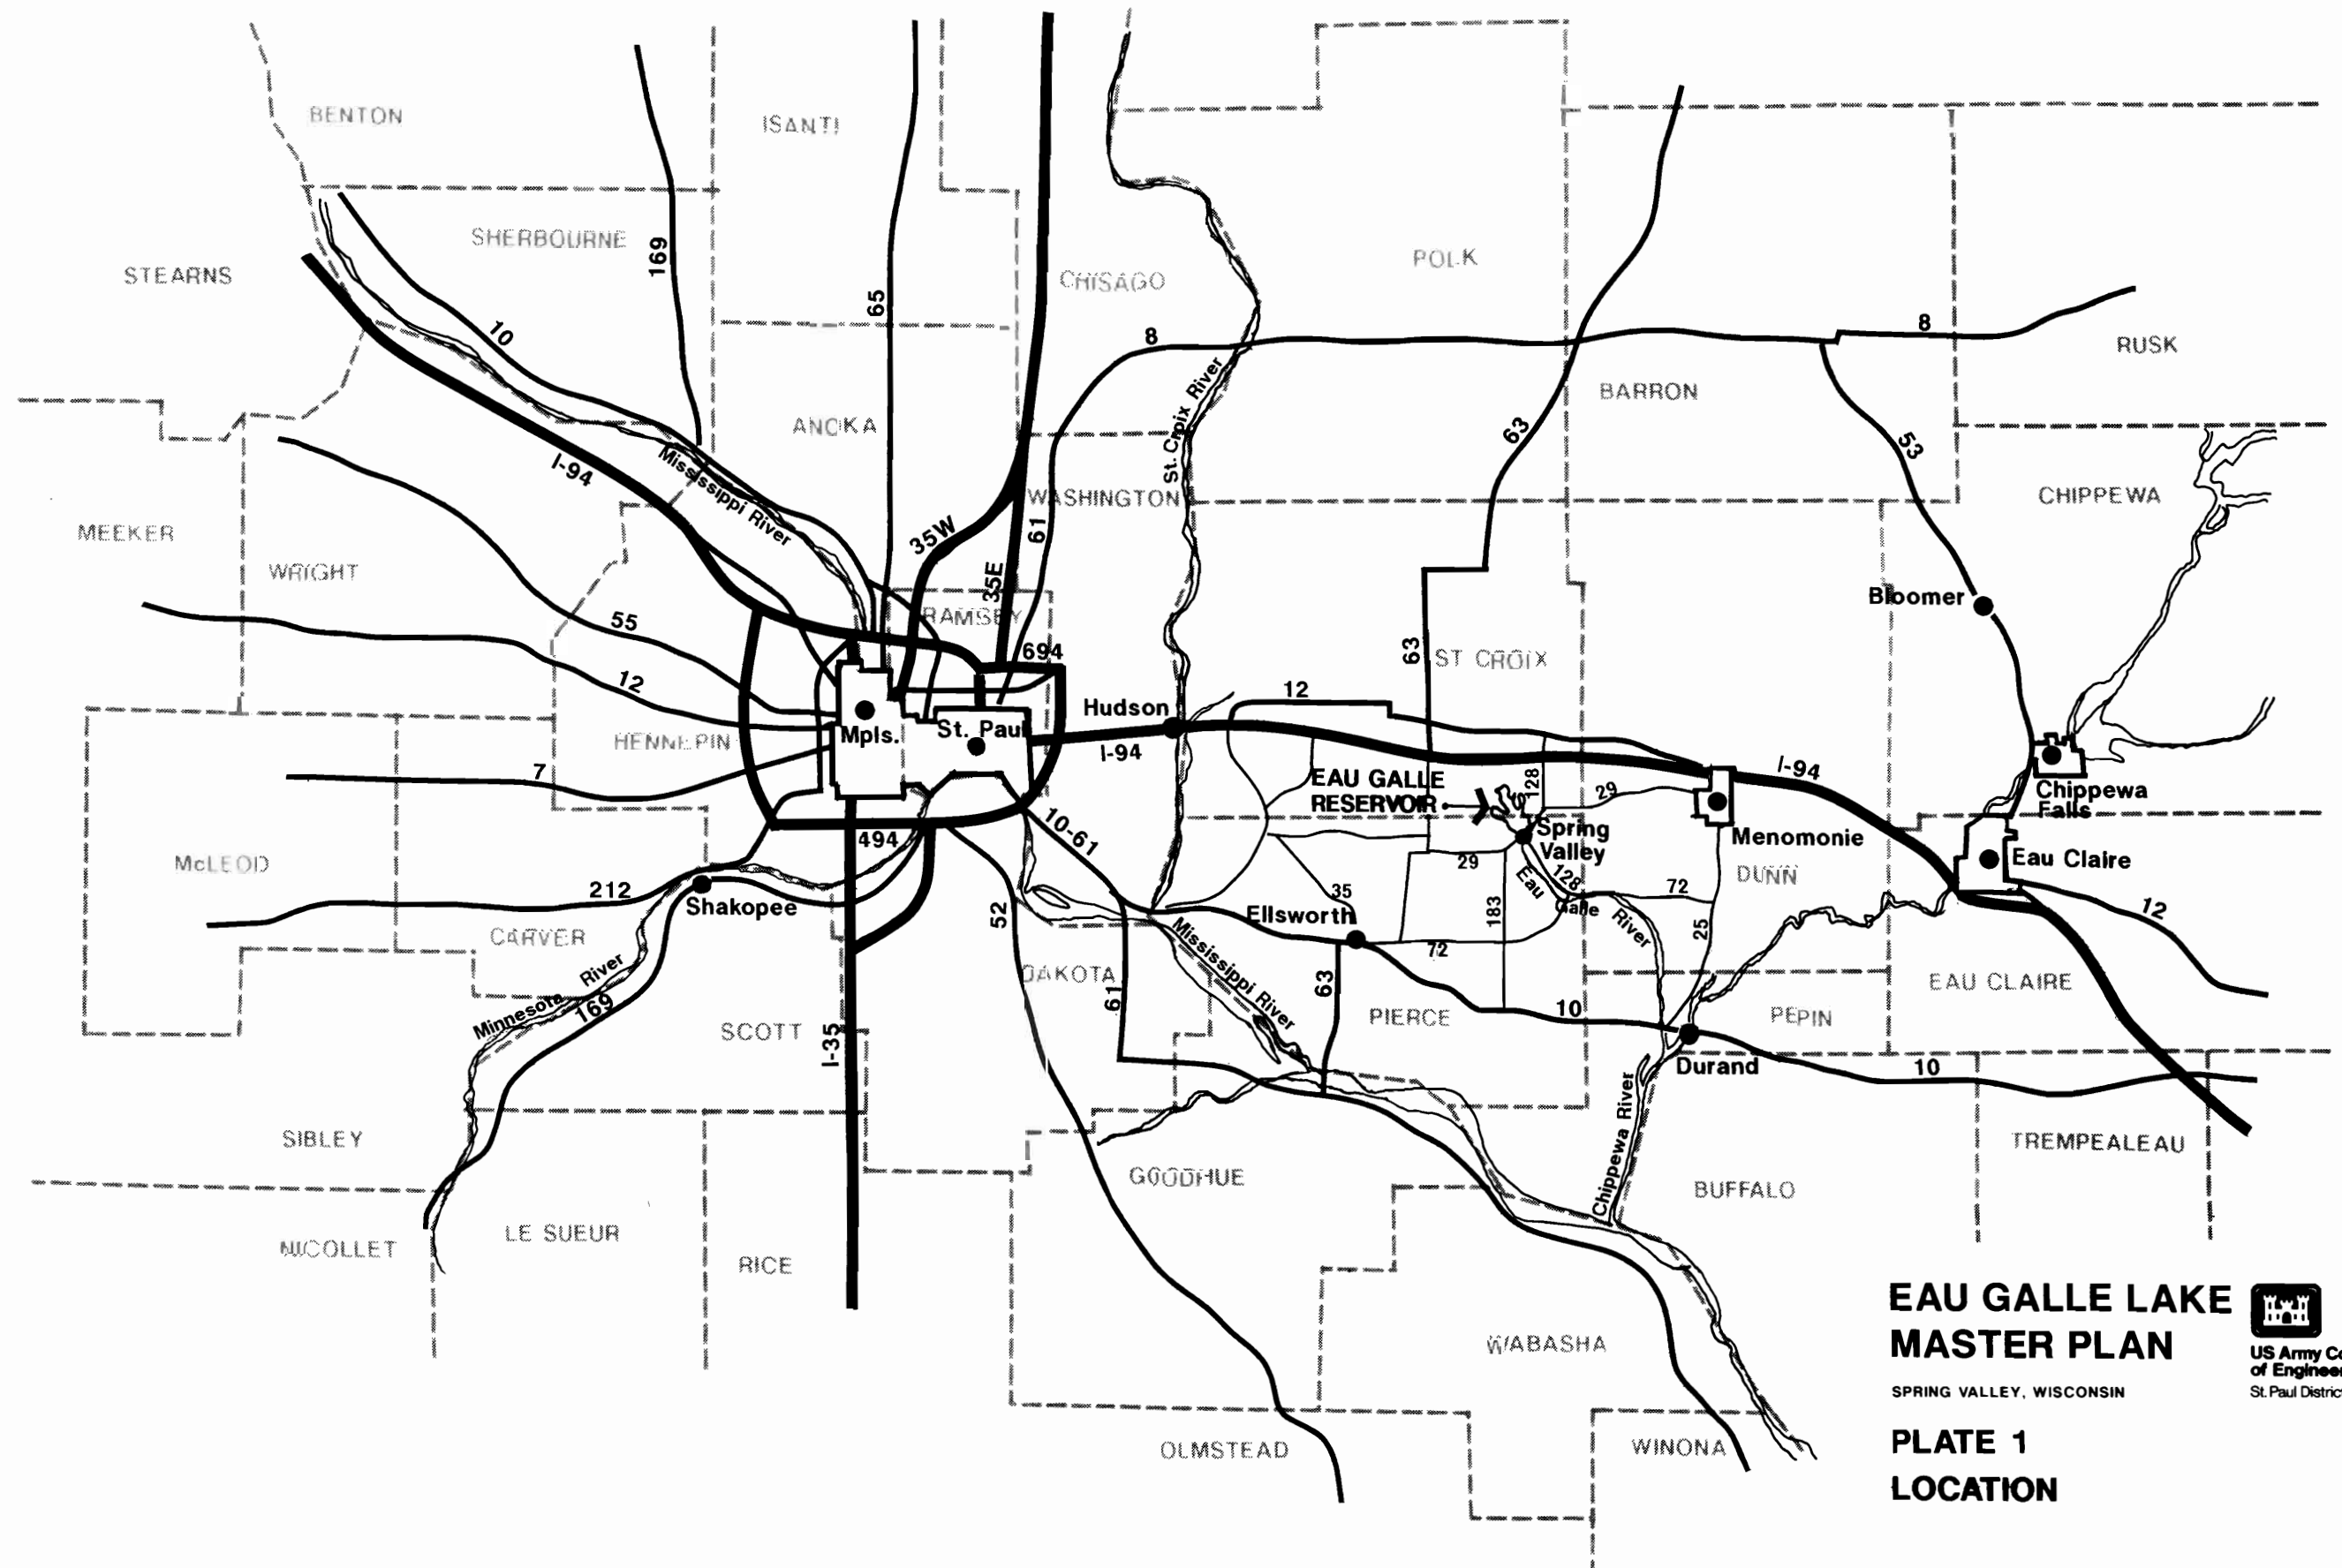 BENTON
ISANTI
SHERBOURNE
169
STEARNS
65
CHISAGO
POLK
10
8
8
RUSK
BARRON
St. Croix River
ANOKA
63
53
I-94
Mississippi River
WASHINGTON
CHIPPEWA
MEEKER
35W
61
WRIGHT
35E
Bloomer
RAMSEY
55
694
63
ST CROIX
12
12
Hudson
HENNEPIN
Mpls.
St. Paul
I-94
I-94
7
EAU GALLE
RESERVOIR
128
29
Chippewa
Falls
10-61
Spring
Valley
Menomonie
494
McLEOD
29
Eau Claire
DUNN
212
35
128
72
Shakopee
Eau
Galle
River
52
Ellsworth
183
25
12
CARVER
Mississippi River
72
River
Minnesota
DAKOTA
EAU CLAIRE
61
63
169
SCOTT
PIERCE
10
PEPIN
I-35
Durand
10
Chippewa River
SIBLEY
TREMPEALEAU
GOODHUE
BUFFALO
NICOLLET
LE SUEUR
RICE
WABASHA
OLMSTEAD
WINONA
EAU GALLE LAKE
MASTER PLAN
SPRING VALLEY, WISCONSIN
PLATE 1
LOCATION
US Army Co
of Enginee
St. Paul Distric